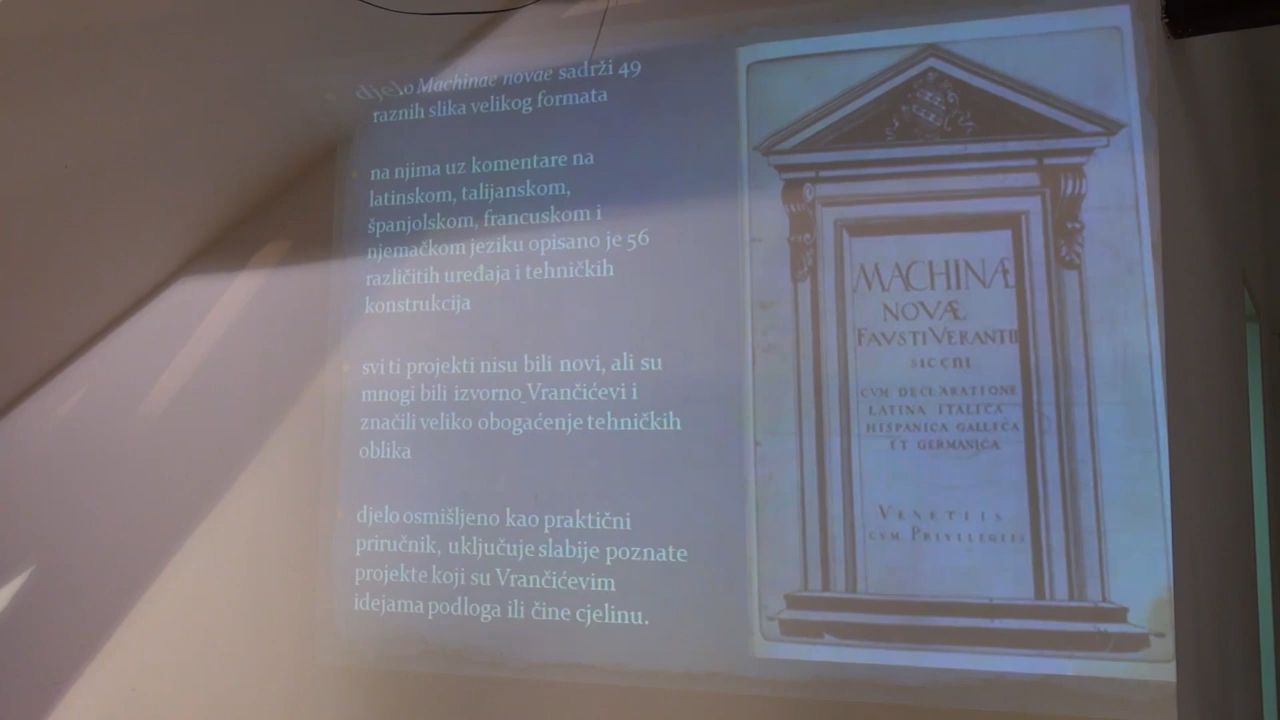 djelo Machinae novae sadrži 49
raznih slika velikog formata
na njima uz komentare na
latinskom, talijanskom,
španjolskom, francuskom i
njemačkom jeziku opisano je 56
različitih uređaja i tehničkih
konstrukcija
svi ti projekti nisu bili novi, ali su
mnogi bili izvorno Vrančićevi i
značili veliko obogaćenje tehničkih
oblika
djelo osmišljeno kao praktični
priručnik, uključuje slabije poznate
projekte koji su Vrančićevim
idejama podloga ili čine cjelinu.
MACHINÆ
NOVÆ
FAVSTI VERANTII
SICENI
CVM DECLARATIONE
LATINA ITALICA
HISPANICA GALLICA
ET GERMANICA
VENETIIS
CVM PRIVILEGIIS